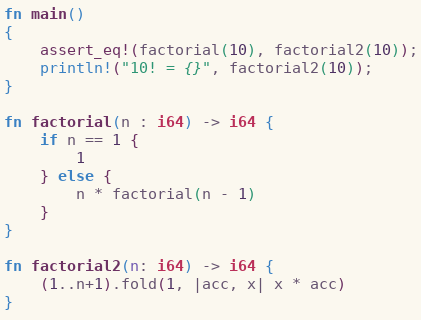 fn main()
{
    assert_eq!(factorial(10), factorial2(10));
    println!("10! = {}", factorial2(10));
}

fn factorial(n : i64) -> i64 {
    if n == 1 {
        1
    } else {
        n * factorial(n - 1)
    }
}

fn factorial2(n: i64) -> i64 {
    (1..n+1).fold(1, |acc, x| x * acc)
}